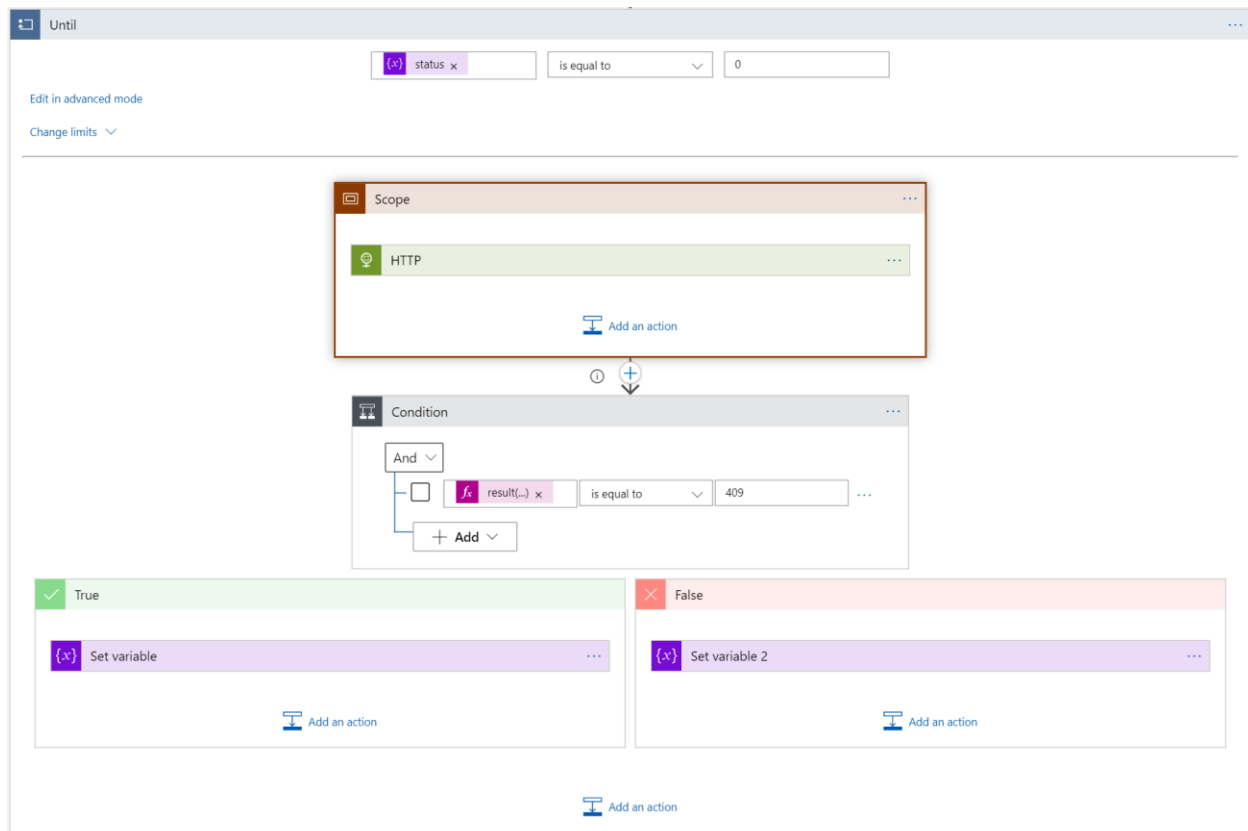 Until
{x} status × is equal to 0
Edit in advanced mode
Change limits
Scope
HTTP
Add an action
Condition
And
fx result(...) × is equal to 409
+ Add
True
False
{x} Set variable
{x} Set variable 2
Add an action
Add an action
Add an action